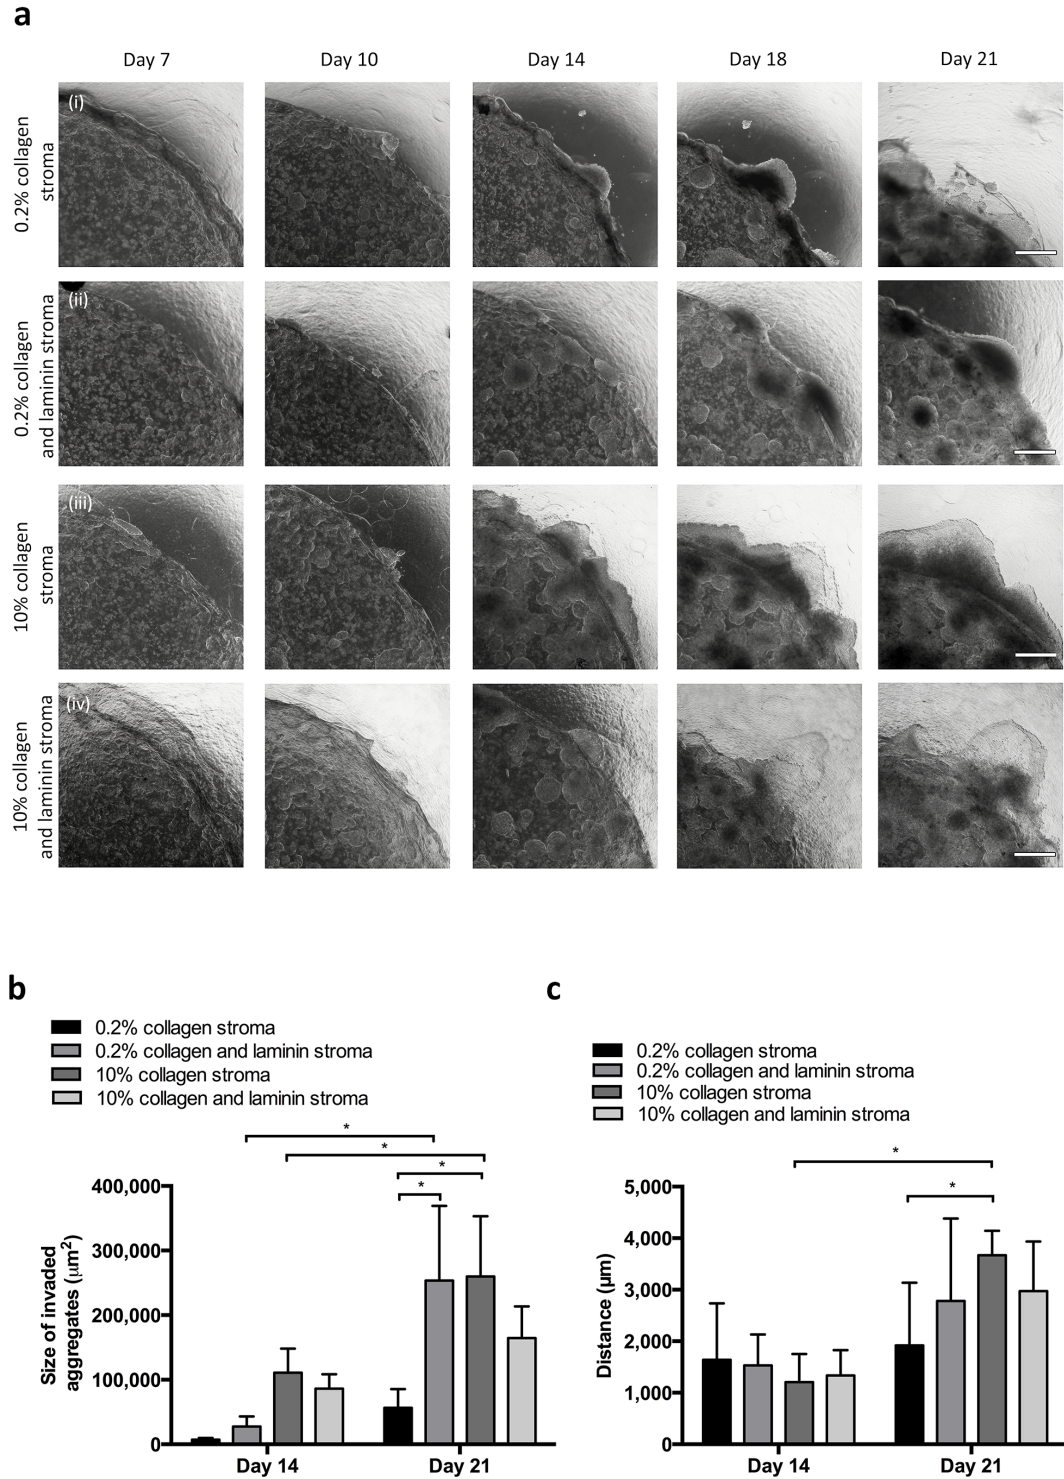 a
Day 7
Day 10
Day 14
Day 18
Day 21
0.2% collagen
stroma
(i)
0.2% collagen
and laminin stroma
(ii)
10% collagen
stroma
(iii)
10% collagen
and laminin stroma
(iv)
b
0.2% collagen stroma
0.2% collagen and laminin stroma
10% collagen stroma
10% collagen and laminin stroma
*
*
*
*
Size of invaded
aggregates (μm²)
400,000
300,000
200,000
100,000
0
Day 14
Day 21
c
0.2% collagen stroma
0.2% collagen and laminin stroma
10% collagen stroma
10% collagen and laminin stroma
*
*
Distance (μm)
5,000
4,000
3,000
2,000
1,000
0
Day 14
Day 21